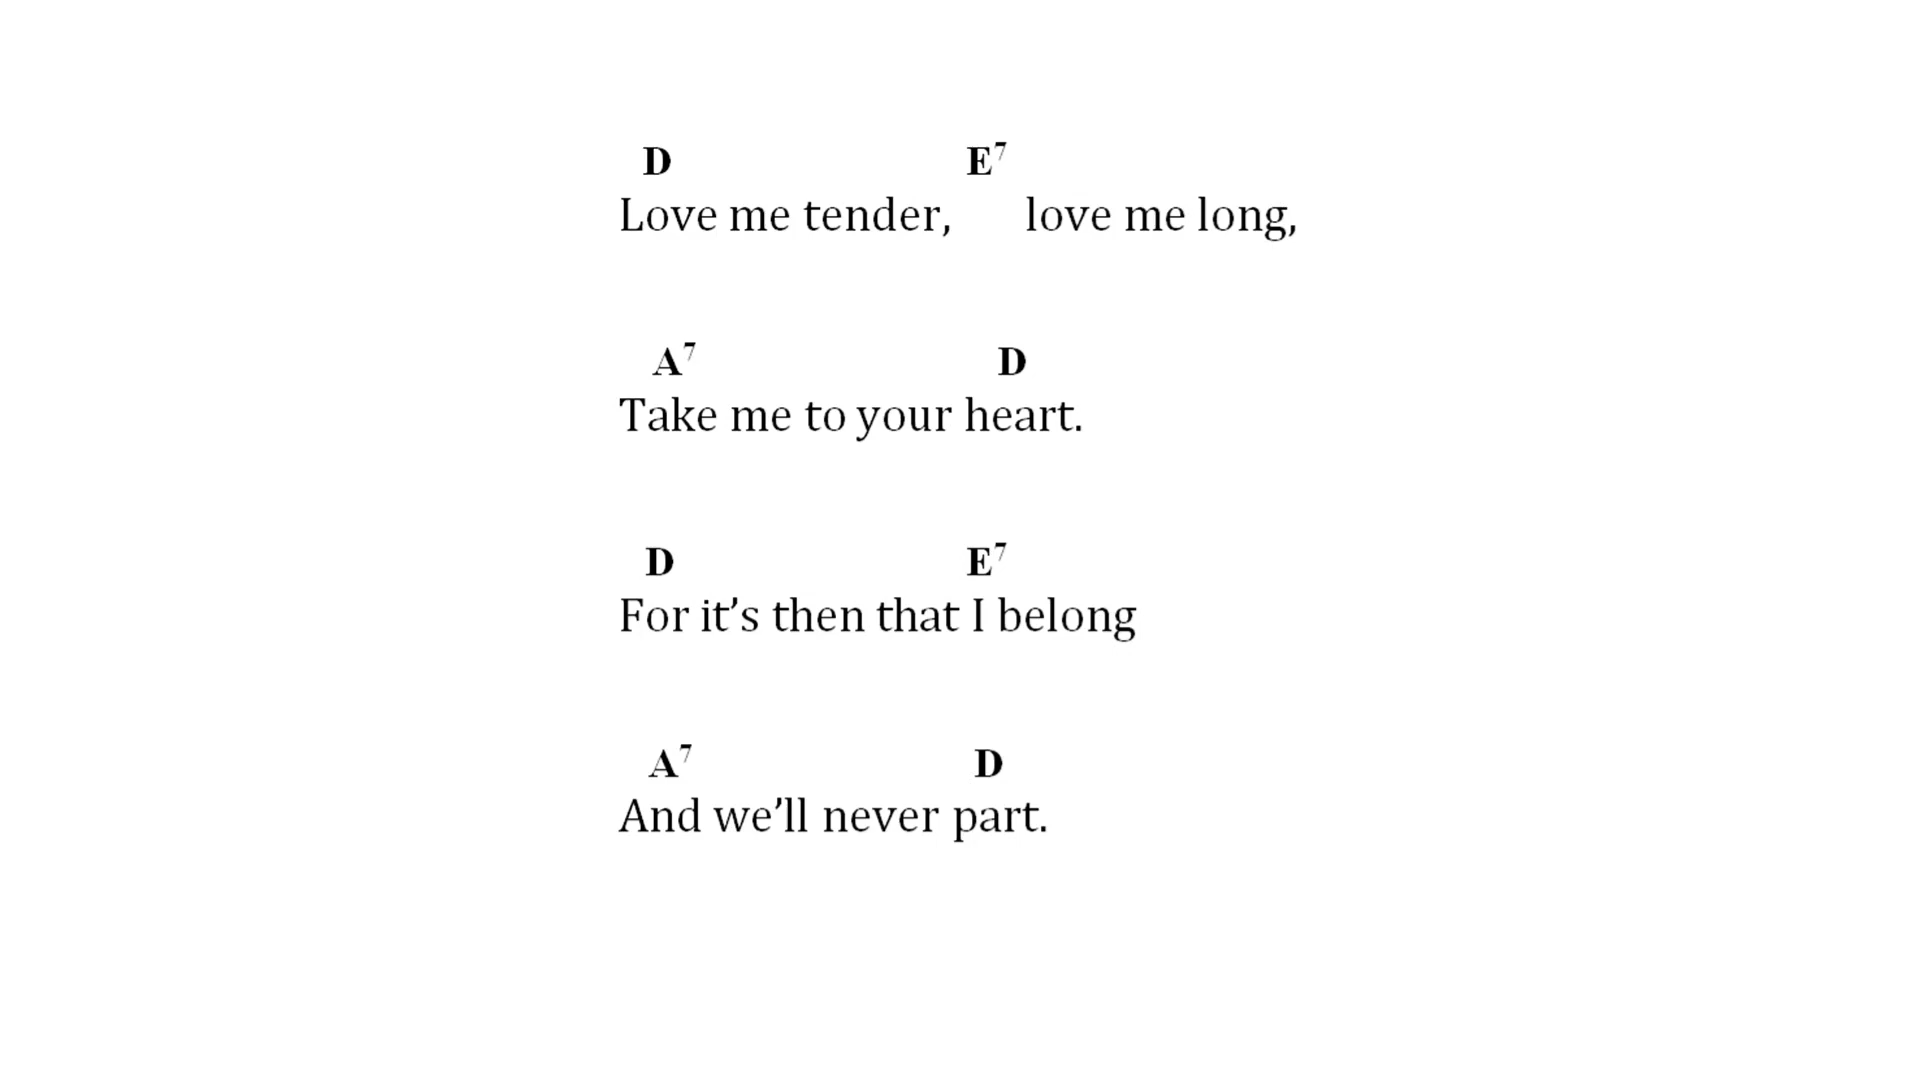 D E⁷
Love me tender, love me long,
A⁷ D
Take me to your heart.
D E⁷
For it’s then that I belong
A⁷ D
And we’ll never part.